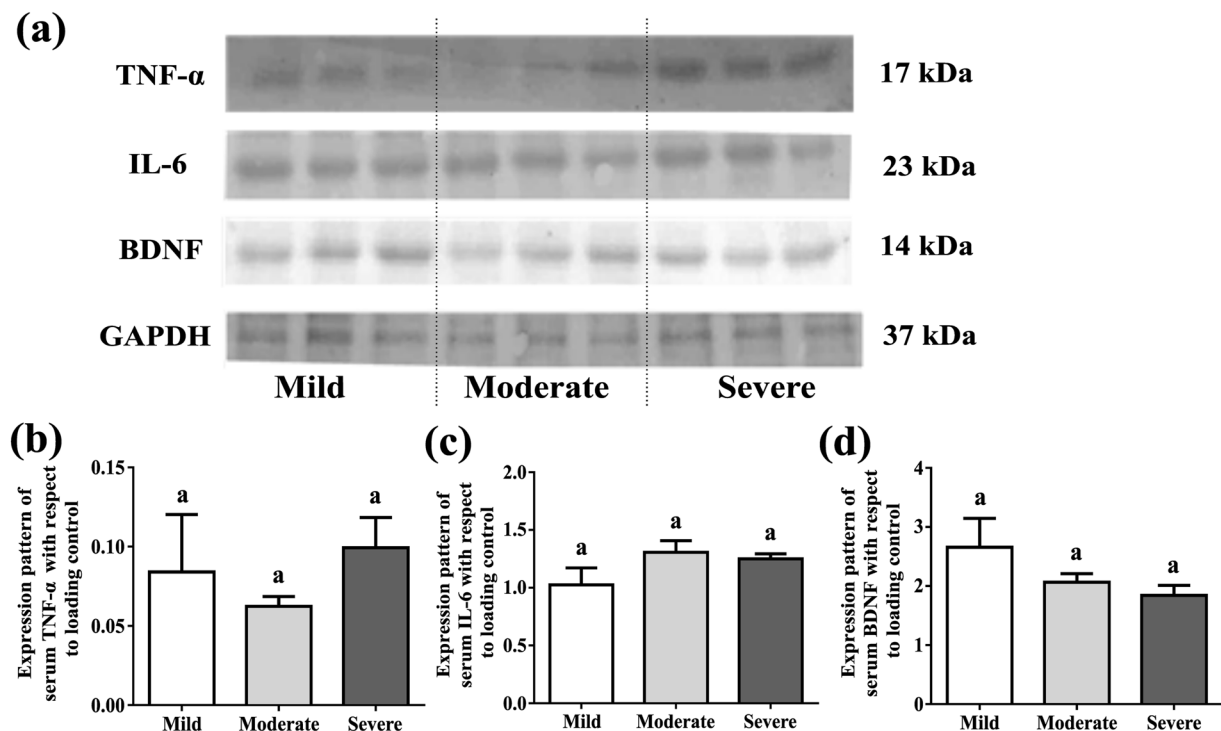 (a)
TNF-α 17 kDa
IL-6 23 kDa
BDNF 14 kDa
GAPDH 37 kDa
Mild Moderate Severe
(b)
Expression pattern of
serum TNF-α with respect
to loading control
0.15
0.10
0.05
0.00
a a a
Mild Moderate Severe
(c)
Expression pattern of
serum IL-6 with respect
to loading control
2.0
1.5
1.0
0.5
0.0
a a a
Mild Moderate Severe
(d)
Expression pattern of
serum BDNF with respect
to loading control
4
3
2
1
0
a a a
Mild Moderate Severe